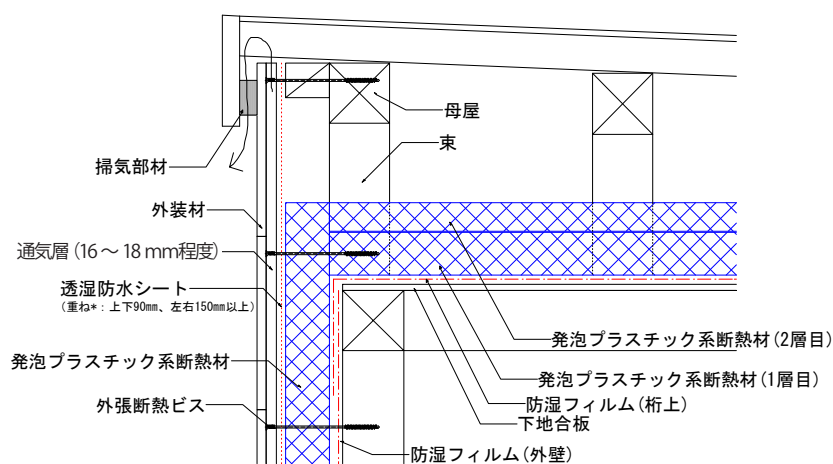 母屋
束
掃気部材
外装材
通気層（16～18 mm程度）
透湿防水シート
（重ね*：上下90㎜、左右150㎜以上）
発泡プラスチック系断熱材
外張断熱ビス
発泡プラスチック系断熱材（2層目）
発泡プラスチック系断熱材（1層目）
防湿フィルム（桁上）
下地合板
防湿フィルム（外壁）